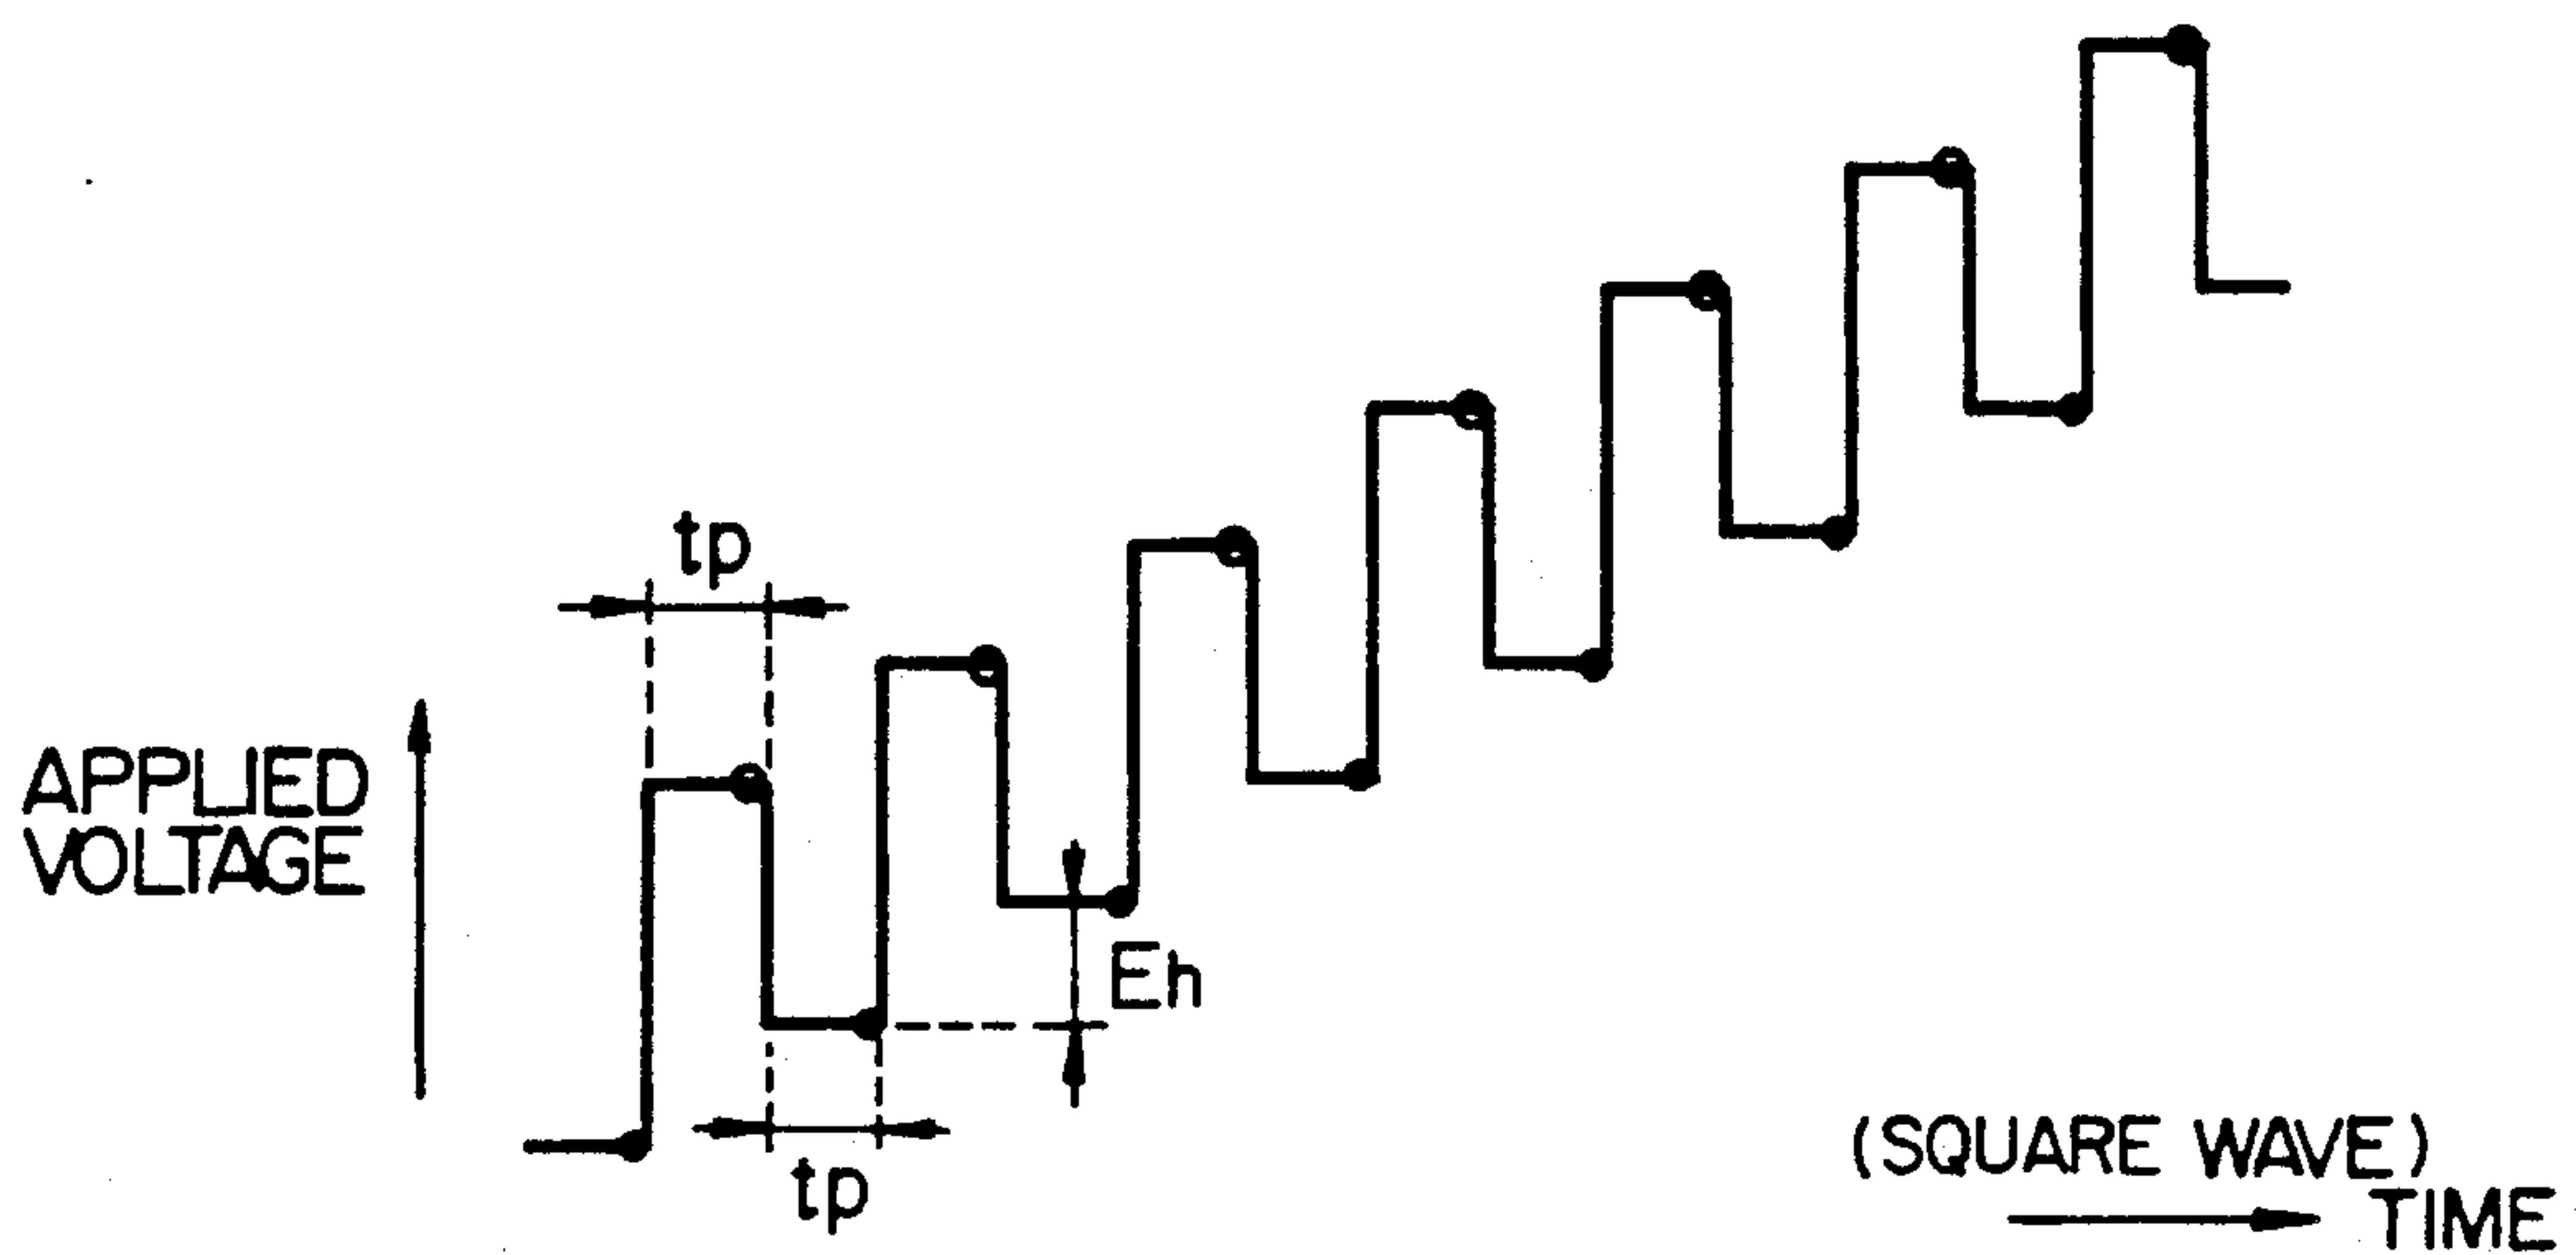 tp
APPLIED
VOLTAGE
Eh
tp
(SQUARE WAVE)
TIME